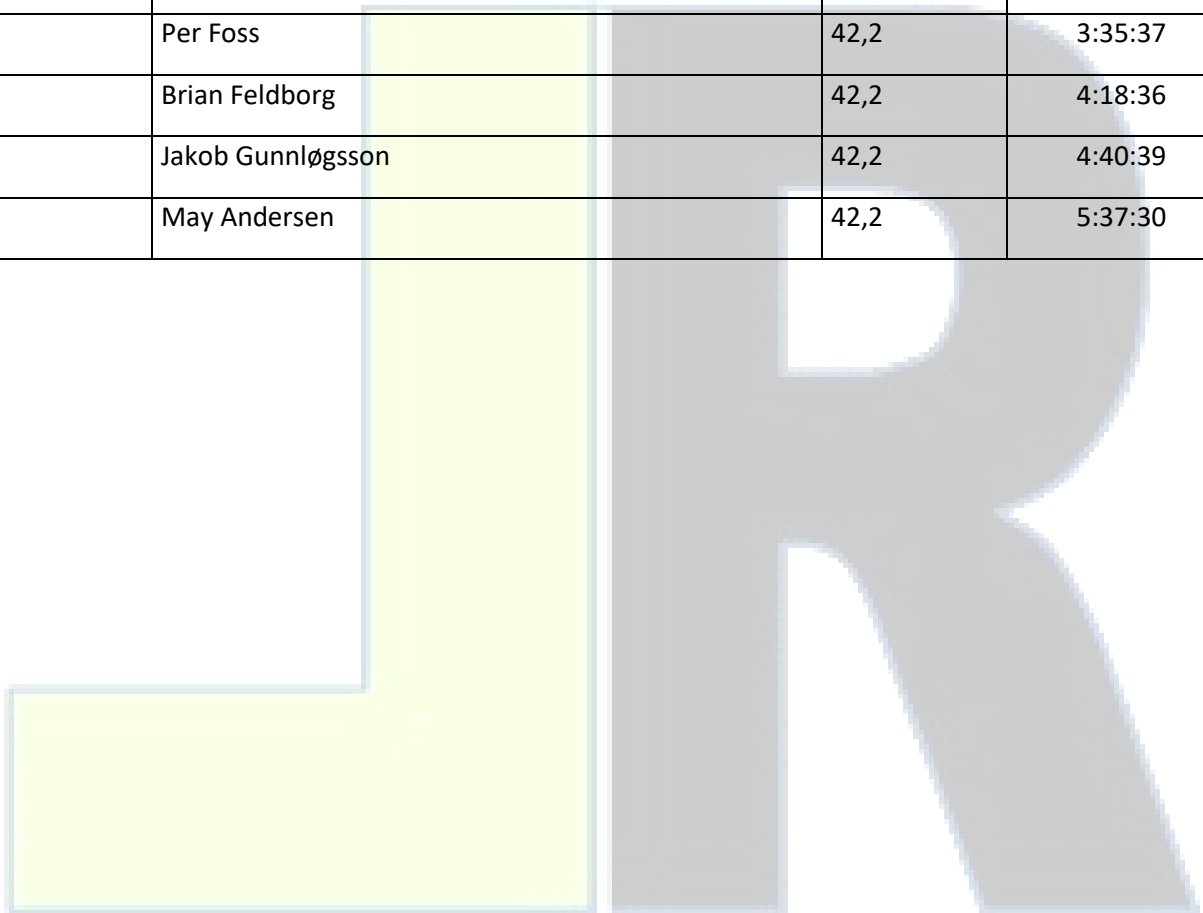 Per Foss 42,2 3:35:37
Brian Feldborg 42,2 4:18:36
Jakob Gunnløgsson 42,2 4:40:39
May Andersen 42,2 5:37:30
JR